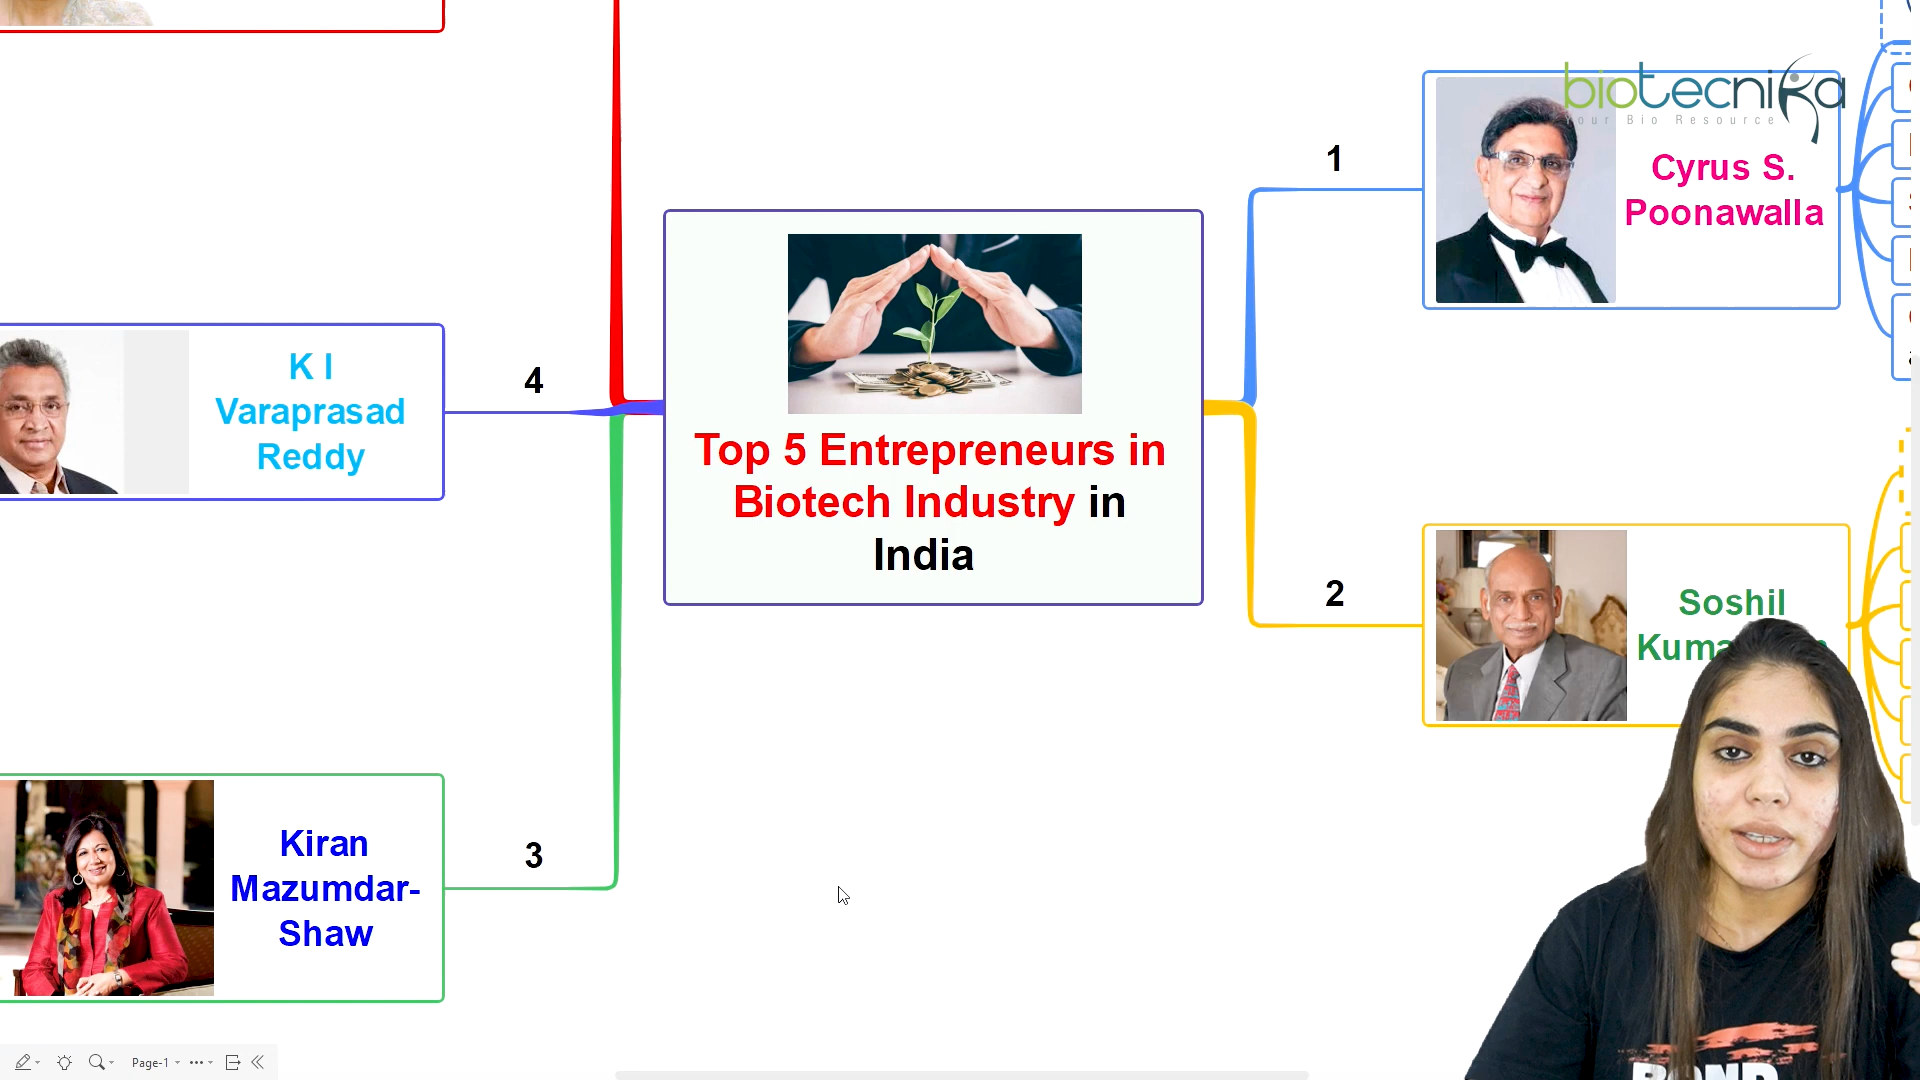 biotecnika
Your Bio Resource
1
Cyrus S.
Poonawalla
4
K I
Varaprasad
Reddy
Top 5 Entrepreneurs in
Biotech Industry in
India
2
Soshil
3
Kiran
Mazumdar-
Shaw
Page-1